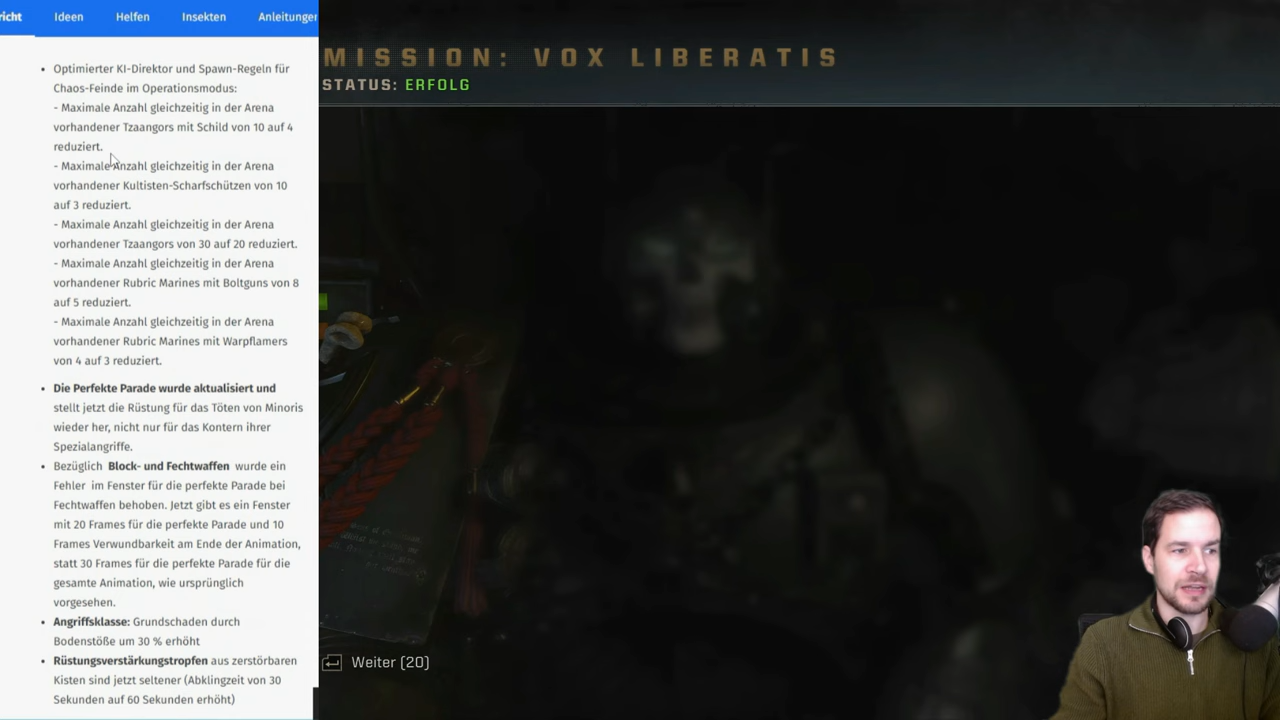 richt Ideen Helfen Insekten Anleitungen
• Optimierter KI-Direktor und Spawn-Regeln für
Chaos-Feinde im Operationsmodus:
- Maximale Anzahl gleichzeitig in der Arena
vorhandener Tzaangors mit Schild von 10 auf 4
reduziert.
- Maximale Anzahl gleichzeitig in der Arena
vorhandener Kultisten-Scharfschützen von 10
auf 3 reduziert.
- Maximale Anzahl gleichzeitig in der Arena
vorhandener Tzaangors von 30 auf 20 reduziert.
- Maximale Anzahl gleichzeitig in der Arena
vorhandener Rubric Marines mit Boltguns von 8
auf 5 reduziert.
- Maximale Anzahl gleichzeitig in der Arena
vorhandener Rubric Marines mit Warpflamers
von 4 auf 3 reduziert.
• Die Perfekte Parade wurde aktualisiert und
stellt jetzt die Rüstung für das Töten von Minoris
wieder her, nicht nur für das Kontern ihrer
Spezialangriffe.
• Bezüglich Block- und Fechtwaffen wurde ein
Fehler im Fenster für die perfekte Parade bei
Fechtwaffen behoben. Jetzt gibt es ein Fenster
mit 20 Frames für die perfekte Parade und 10
Frames Verwundbarkeit am Ende der Animation,
statt 30 Frames für die perfekte Parade für die
gesamte Animation, wie ursprünglich
vorgesehen.
• Angriffsklasse: Grundschaden durch
Bodenstöße um 30 % erhöht
• Rüstungsverstärkungstropfen aus zerstörbaren
Kisten sind jetzt seltener (Abklingzeit von 30
Sekunden auf 60 Sekunden erhöht)
MISSION: VOX LIBERATIS
STATUS: ERFOLG
Weiter (20)